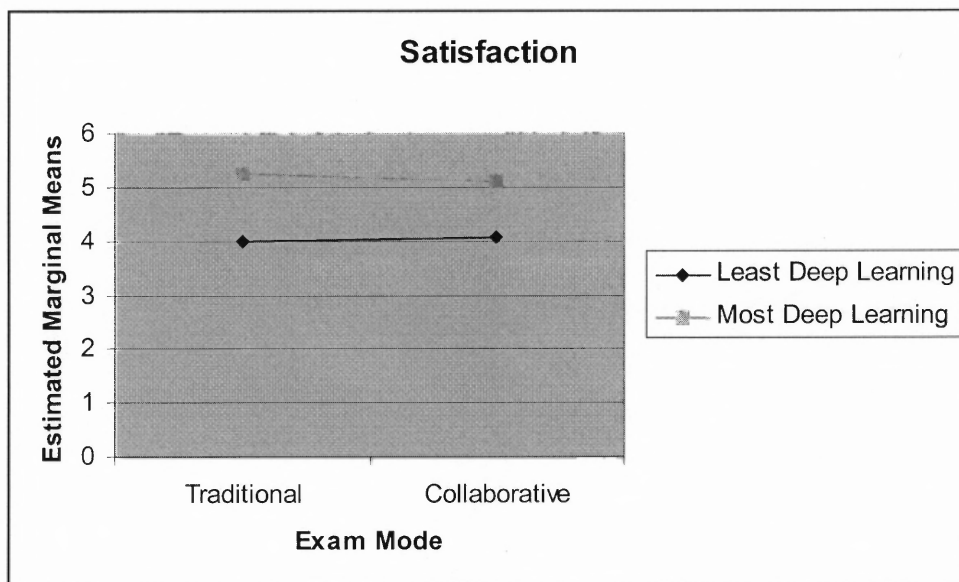 Satisfaction
Estimated Marginal Means
6
5
4
3
2
1
0
Traditional
Collaborative
Exam Mode
Least Deep Learning
Most Deep Learning